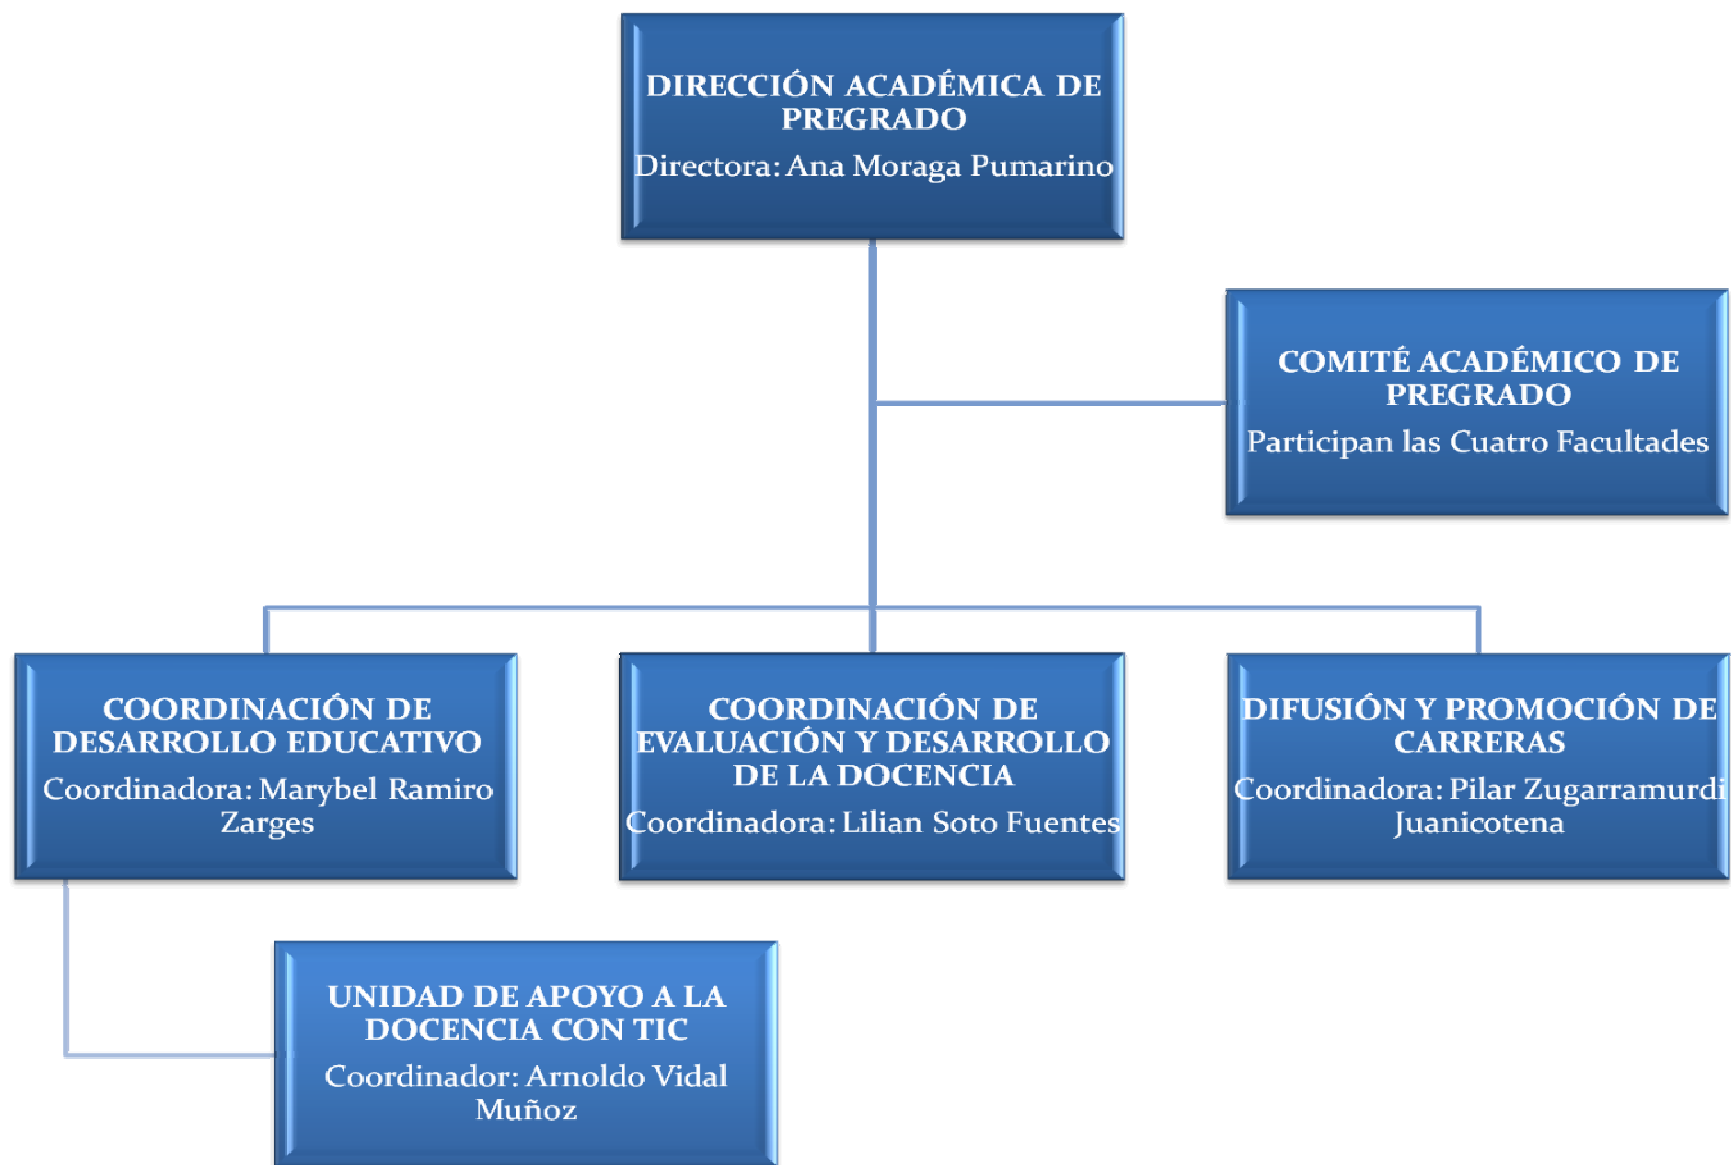 DIRECCIÓN ACADÉMICA DE
PREGRADO
Directora: Ana Moraga Pumarino
COMITÉ ACADÉMICO DE
PREGRADO
Participan las Cuatro Facultades
COORDINACIÓN DE
DESARROLLO EDUCATIVO
Coordinadora: Marybel Ramiro
Zarges
COORDINACIÓN DE
EVALUACIÓN Y DESARROLLO
DE LA DOCENCIA
Coordinadora: Lilian Soto Fuentes
DIFUSIÓN Y PROMOCIÓN DE
CARRERAS
Coordinadora: Pilar Zugarramurdi
Juanicotena
UNIDAD DE APOYO A LA
DOCENCIA CON TIC
Coordinador: Arnoldo Vidal
Muñoz